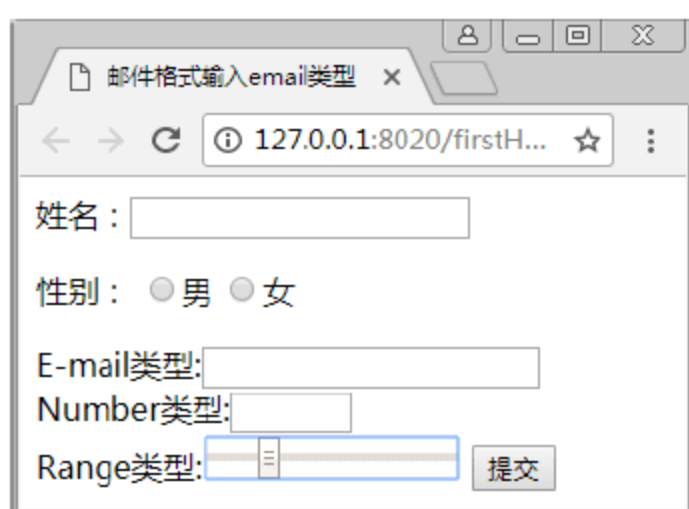 邮件格式输入email类型
127.0.0.1:8020/firstH...
姓名：
性别： 男 女
E-mail类型:
Number类型:
Range类型: 提交